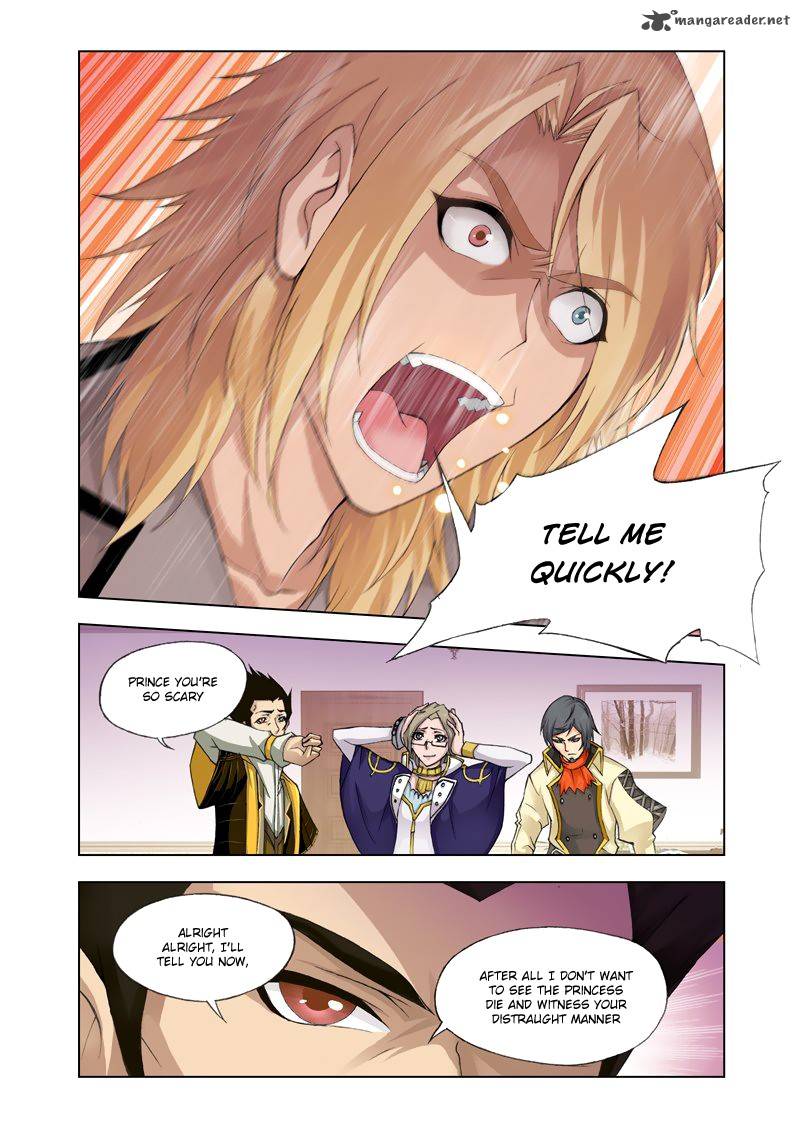 mangareader.net
TELL ME
QUICKLY!
PRINCE YOU'RE
SO SCARY
ALRIGHT
ALRIGHT, I'LL
TELL YOU NOW,
AFTER ALL I DON'T WANT
TO SEE THE PRINCESS
DIE AND WITNESS YOUR
DISTRAUGHT MANNER